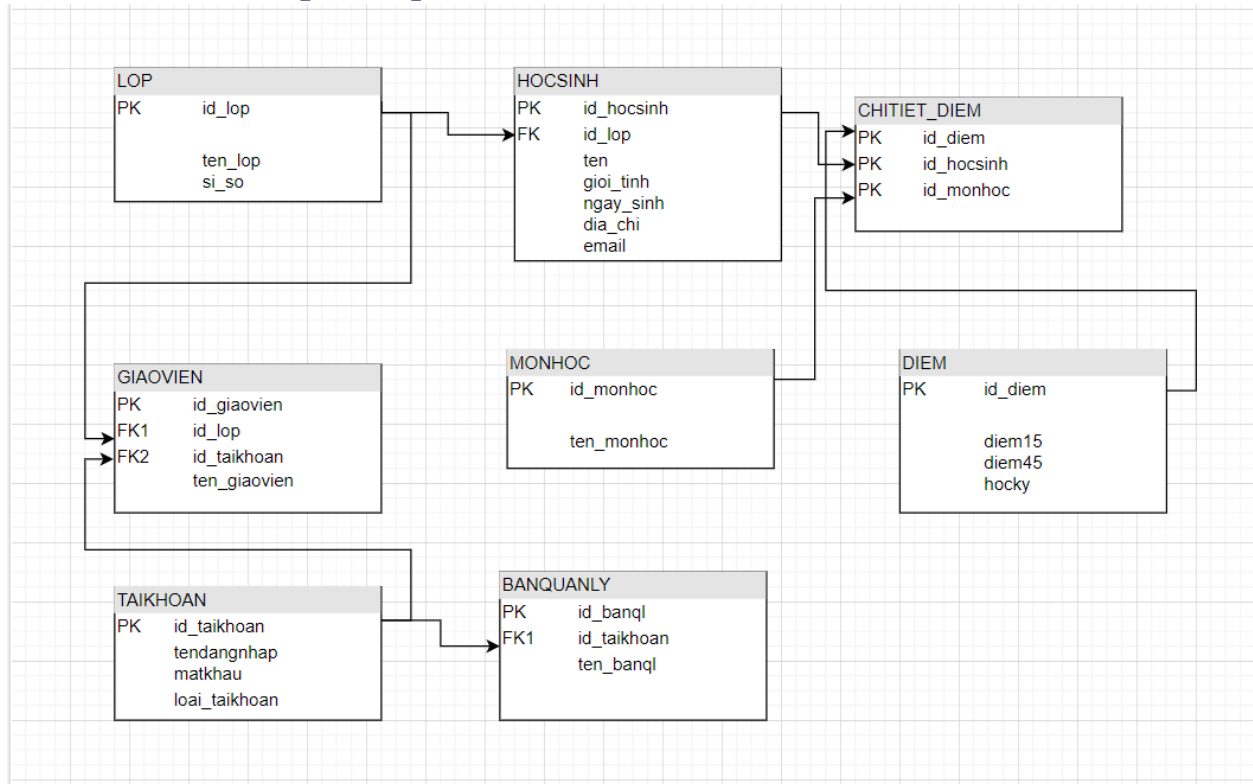 LOP
PK id_lop
ten_lop
si_so
HOCSINH
PK id_hocsinh
FK id_lop
ten
gioi_tinh
ngay_sinh
dia_chi
email
CHITIET_DIEM
PK id_diem
PK id_hocsinh
PK id_monhoc
GIAOVIEN
PK id_giaovien
FK1 id_lop
FK2 id_taikhoan
ten_giaovien
MONHOC
PK id_monhoc
ten_monhoc
DIEM
PK id_diem
diem15
diem45
hocky
TAIKHOAN
PK id_taikhoan
tendangnhap
matkhau
loai_taikhoan
BANQUANLY
PK id_banql
FK1 id_taikhoan
ten_banql